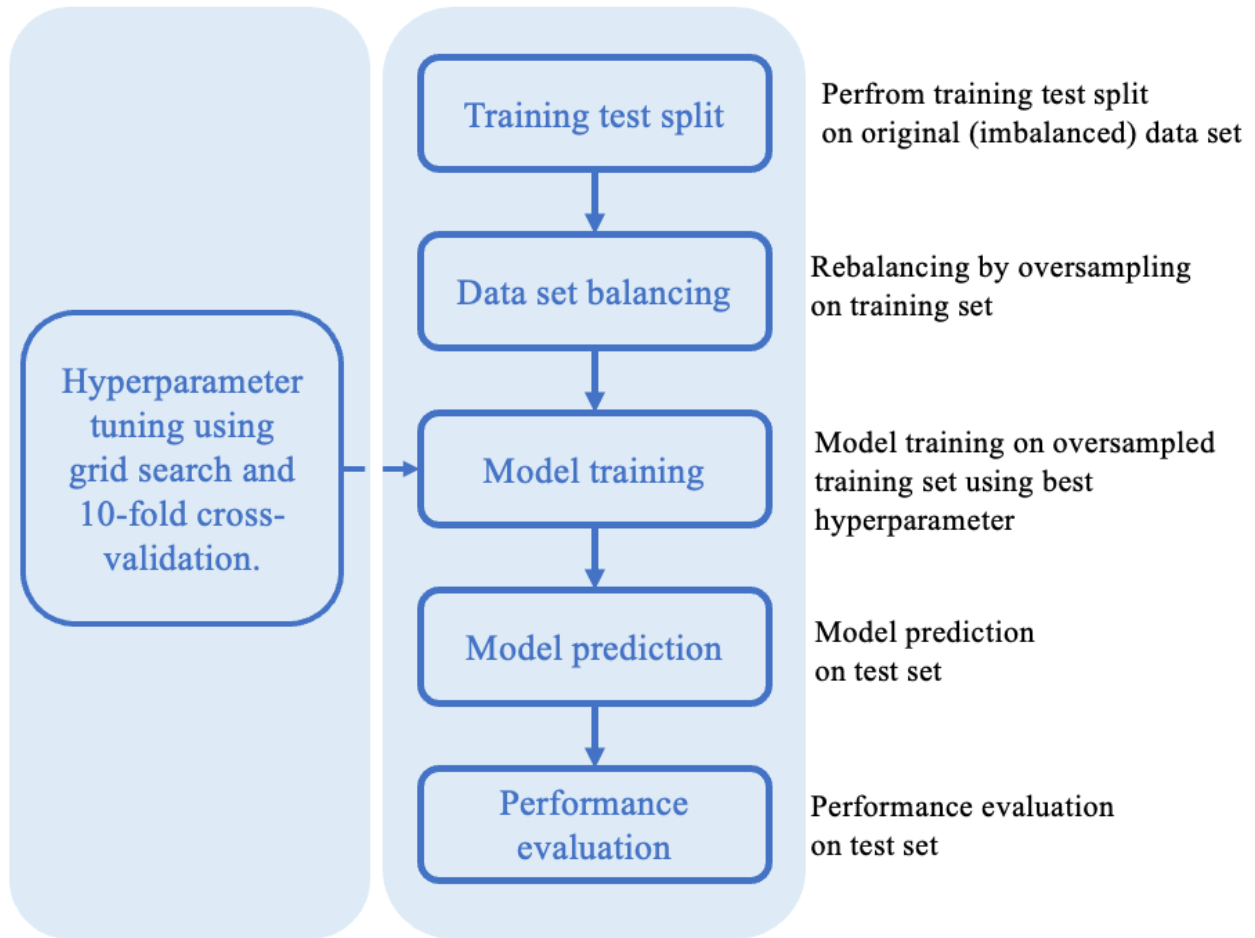 Training test split
Perfrom training test split
on original (imbalanced) data set
Data set balancing
Rebalancing by oversampling
on training set
Hyperparameter
tuning using
grid search and
10-fold cross-
validation.
Model training
Model training on oversampled
training set using best
hyperparameter
Model prediction
Model prediction
on test set
Performance
evaluation
Performance evaluation
on test set